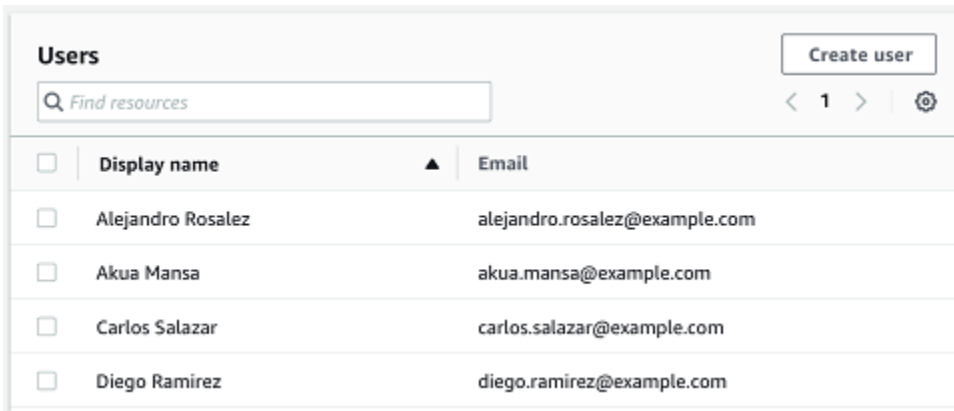 Users
Create user
Find resources
1
Display name Email
Alejandro Rosalez alejandro.rosalez@example.com
Akua Mansa akua.mansa@example.com
Carlos Salazar carlos.salazar@example.com
Diego Ramirez diego.ramirez@example.com